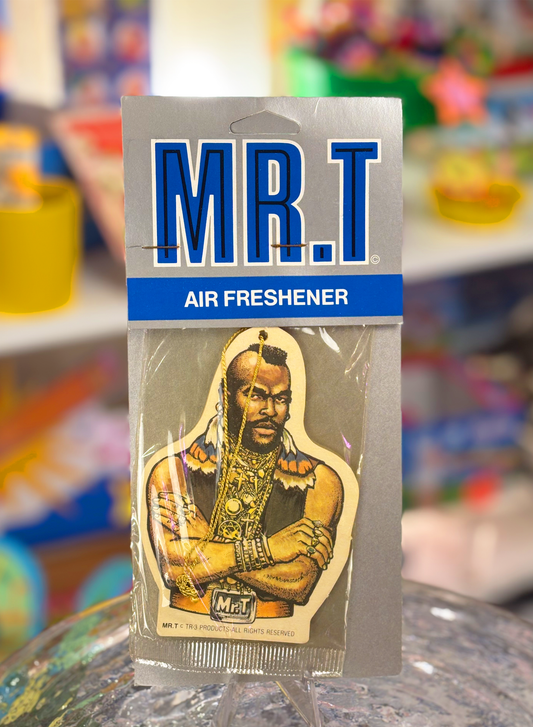 MR.T©
AIR FRESHENER
Mr.T
MR.T © TR-3 PRODUCTS-ALL RIGHTS RESERVED